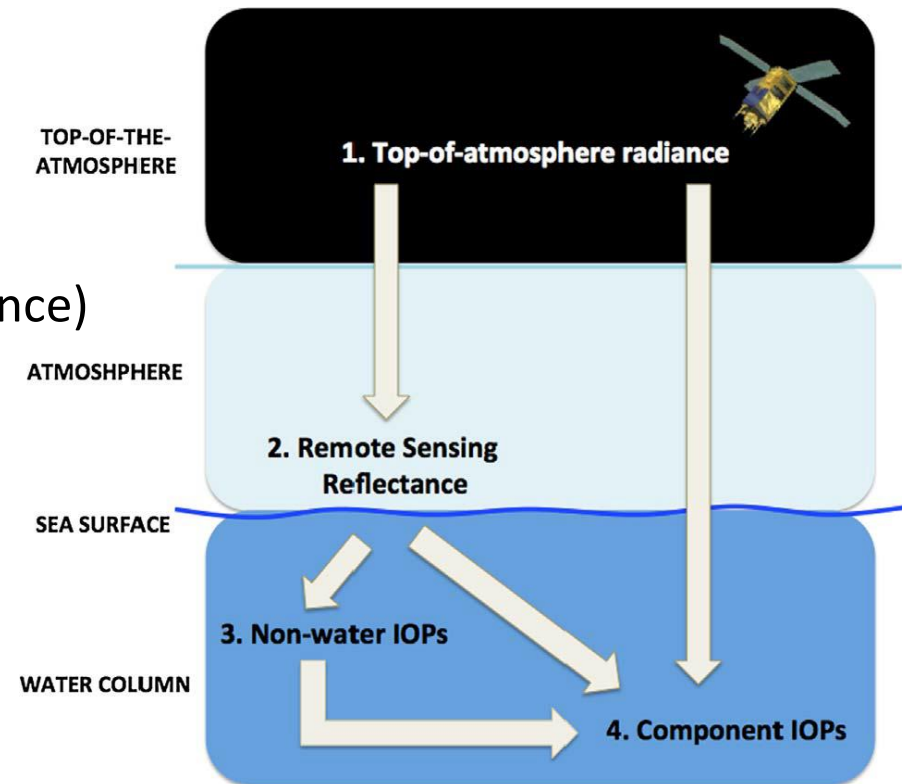 TOP-OF-THE-
ATMOSPHERE
1. Top-of-atmosphere radiance
nce)
ATMOSHPHERE
2. Remote Sensing
Reflectance
SEA SURFACE
3. Non-water IOPs
WATER COLUMN
4. Component IOPs